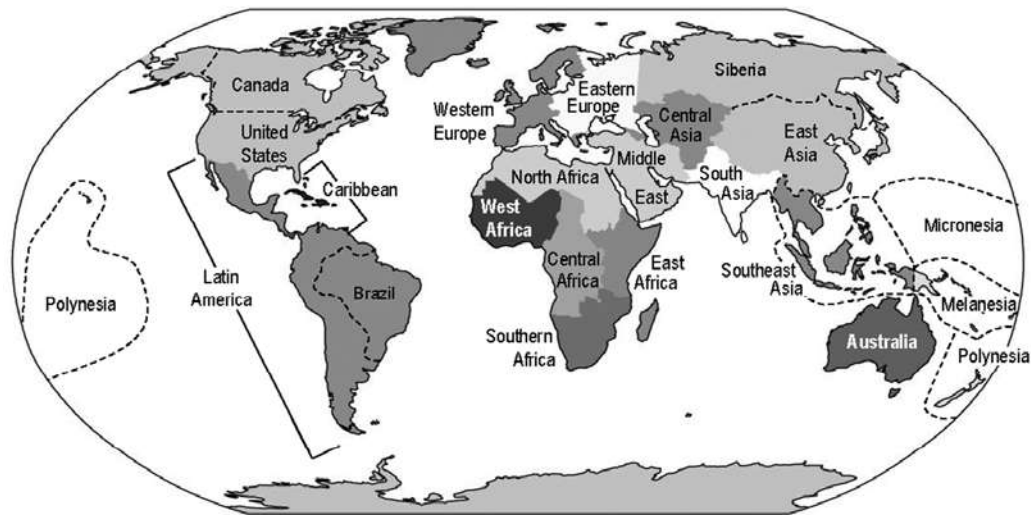 Canada
Siberia
Western
Europe
Eastern
Europe
Central
Asia
East
Asia
United
States
Middle
East
South
Asia
Caribbean
North Africa
West
Africa
Micronesia
Latin
America
Central
Africa
East
Africa
Southeast
Asia
Polynesia
Brazil
Melanesia
Southern
Africa
Australia
Polynesia